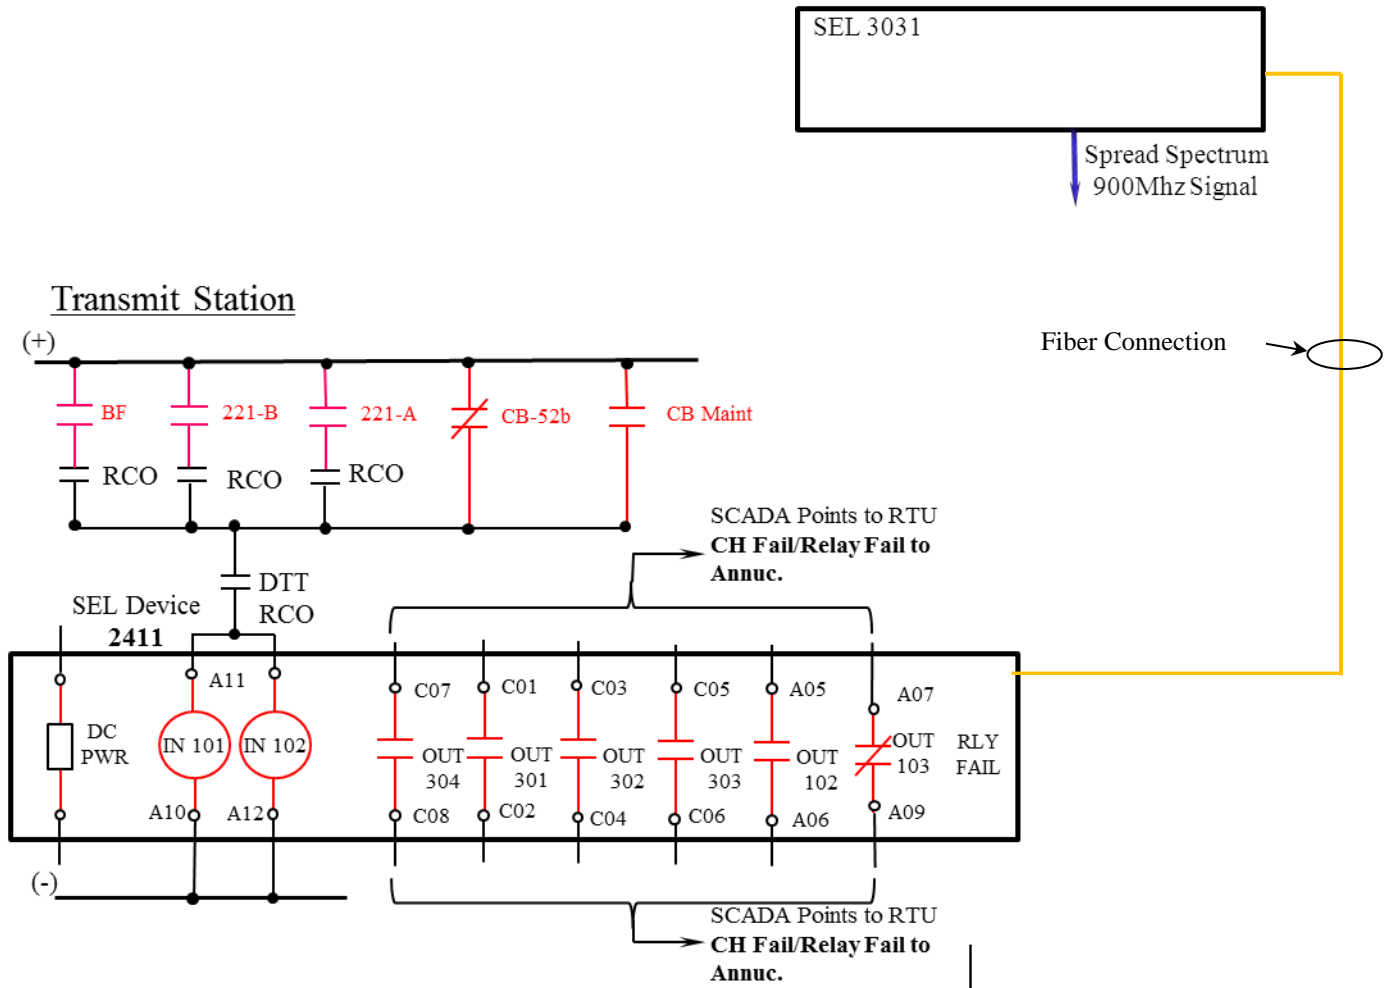 SEL 3031
Spread Spectrum
900Mhz Signal
Transmit Station
(+)
Fiber Connection
BF
221-B
221-A
CB-52b
CB Maint
RCO
RCO
RCO
SCADA Points to RTU
CH Fail/Relay Fail to
Annuc.
DTT
RCO
SEL Device
2411
A11
C07
C01
C03
C05
A05
A07
DC
PWR
IN 101
IN 102
OUT
304
OUT
301
OUT
302
OUT
303
OUT
102
OUT
103
RLY
FAIL
A10
A12
C08
C02
C04
C06
A06
A09
(-)
SCADA Points to RTU
CH Fail/Relay Fail to
Annuc.